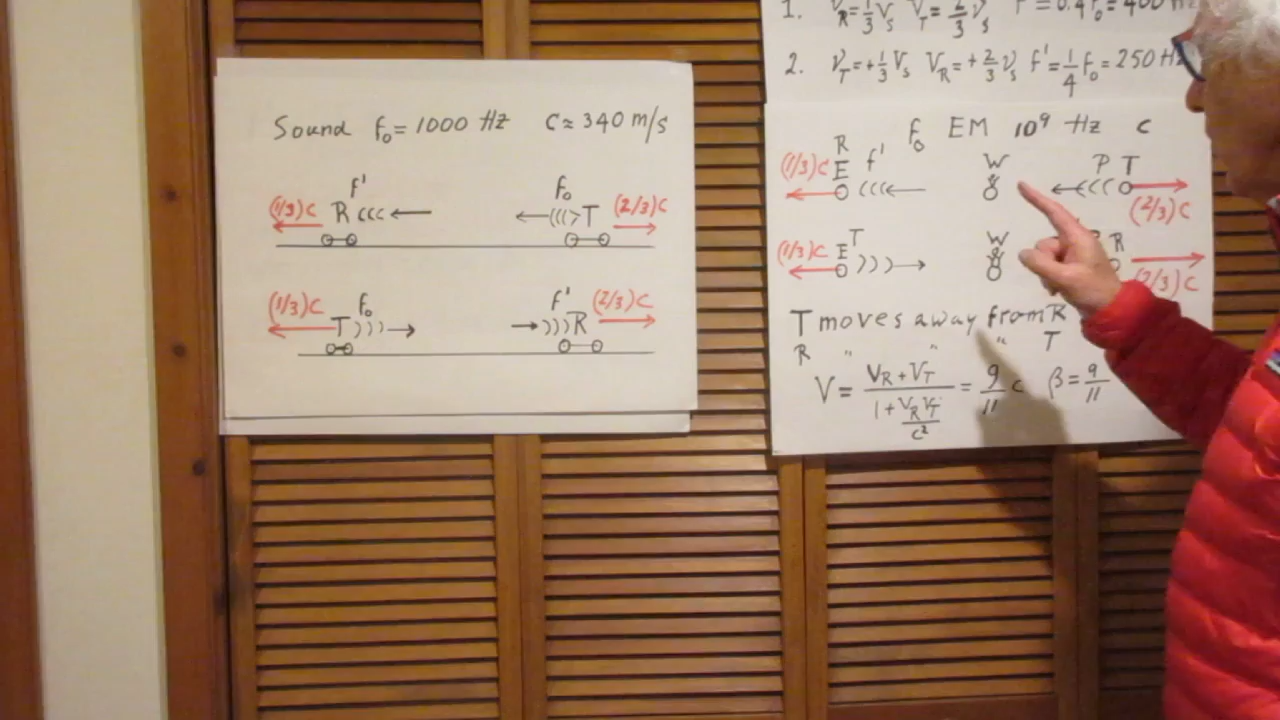 Sound f₀ = 1000 Hz c ≈ 340 m/s
f' f₀
(1/3)C R (((← ←(((> T (2/3)C
(1/3)C f₀ f' (2/3)C
T )))→ →)))R
1. V_R = 1/3 V_s V_T = 2/3 V_s = 0.4f₀ = 400 Hz
2. V_T = + 1/3 V_s V_R = + 2/3 V_s f' = 1/4 f₀ = 250 Hz
f₀ EM 10⁹ Hz c
R
(1/3)C E f' (((← W ←((( P T
(2/3)C
(1/3)C E T )))→ W R
(2/3)C
T moves away from R
R " " " T
V = (V_R + V_T)/(1 + V_R V_T/c²) = 9/11 c β = 9/11